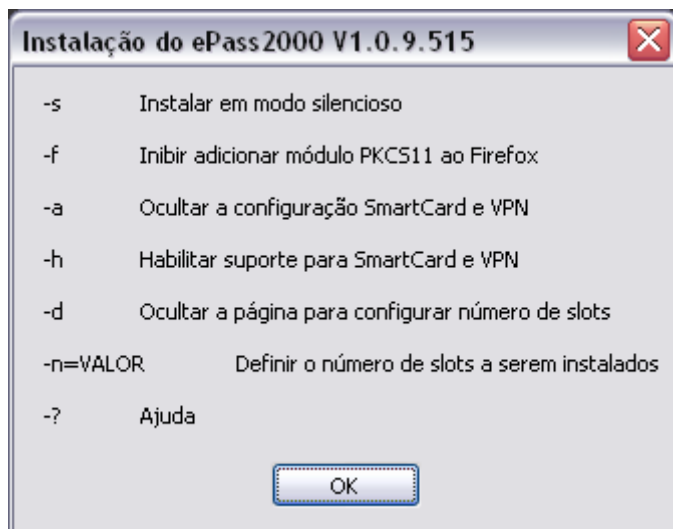 Instalação do ePass2000 V1.0.9.515
-s Instalar em modo silencioso
-f Inibir adicionar módulo PKCS11 ao Firefox
-a Ocultar a configuração SmartCard e VPN
-h Habilitar suporte para SmartCard e VPN
-d Ocultar a página para configurar número de slots
-n=VALOR Definir o número de slots a serem instalados
-? Ajuda
OK